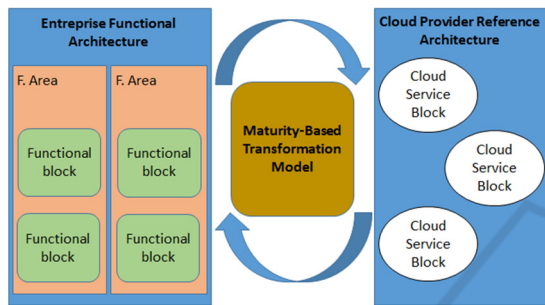 Entreprise Functional
Architecture
F. Area
F. Area
Functional
block
Functional
block
Functional
block
Functional
block
Maturity-Based
Transformation
Model
Cloud Provider Reference
Architecture
Cloud
Service
Block
Cloud
Service
Block
Cloud
Service
Block